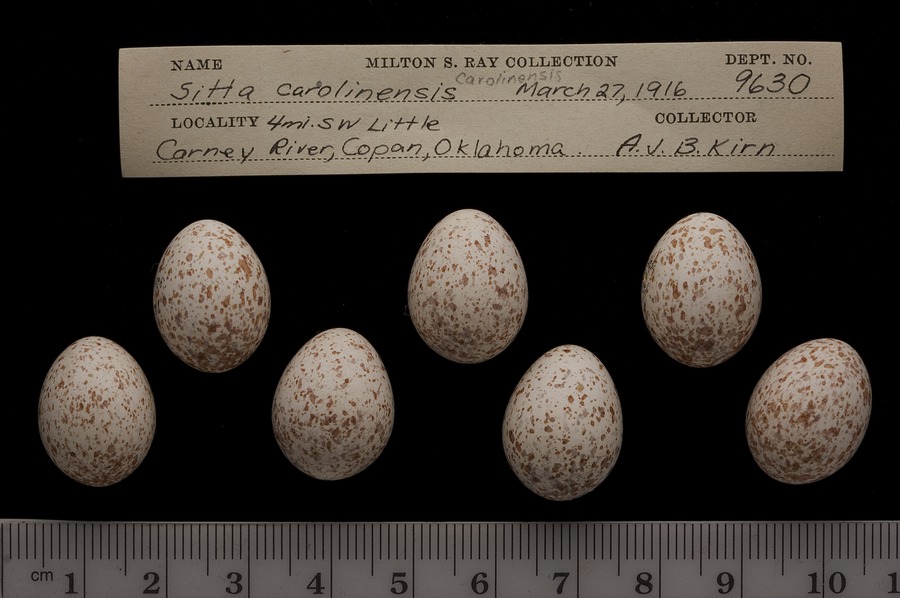 NAME MILTON S. RAY COLLECTION DEPT. NO.
Carolinensis
Sitta carolinensis March 27, 1916 9630
LOCALITY 4mi. SW Little COLLECTOR
Carney River, Copan, Oklahoma. A.J.B. Kirn
cm 1 2 3 4 5 6 7 8 9 10 1